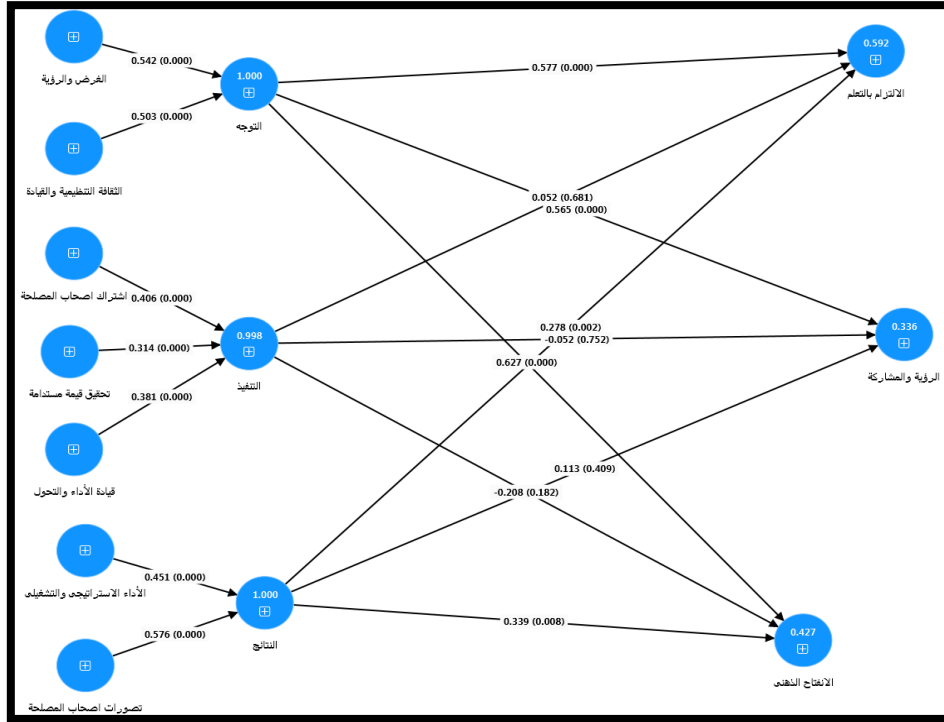 0.542 (0.000)
الغرض والرؤية
1.000
التوجه
0.503 (0.000)
الثقافة التنظيمية والقيادة
0.577 (0.000)
0.592
الالتزام بالتعلم
0.052 (0.681)
0.565 (0.000)
اشتراك اصحاب المصلحة
0.406 (0.000)
0.998
التنفيذ
0.314 (0.000)
تحقيق قيمة مستدامة
0.381 (0.000)
قيادة الأداء والتحول
0.278 (0.002)
-0.052 (0.752)
0.627 (0.000)
0.336
الرؤية والمشاركة
0.113 (0.409)
-0.208 (0.182)
الأداء الاستراتيجى والتشغيلى
0.451 (0.000)
1.000
النتائج
0.576 (0.000)
تصورات اصحاب المصلحة
0.339 (0.008)
0.427
الانفتاح الذهنى